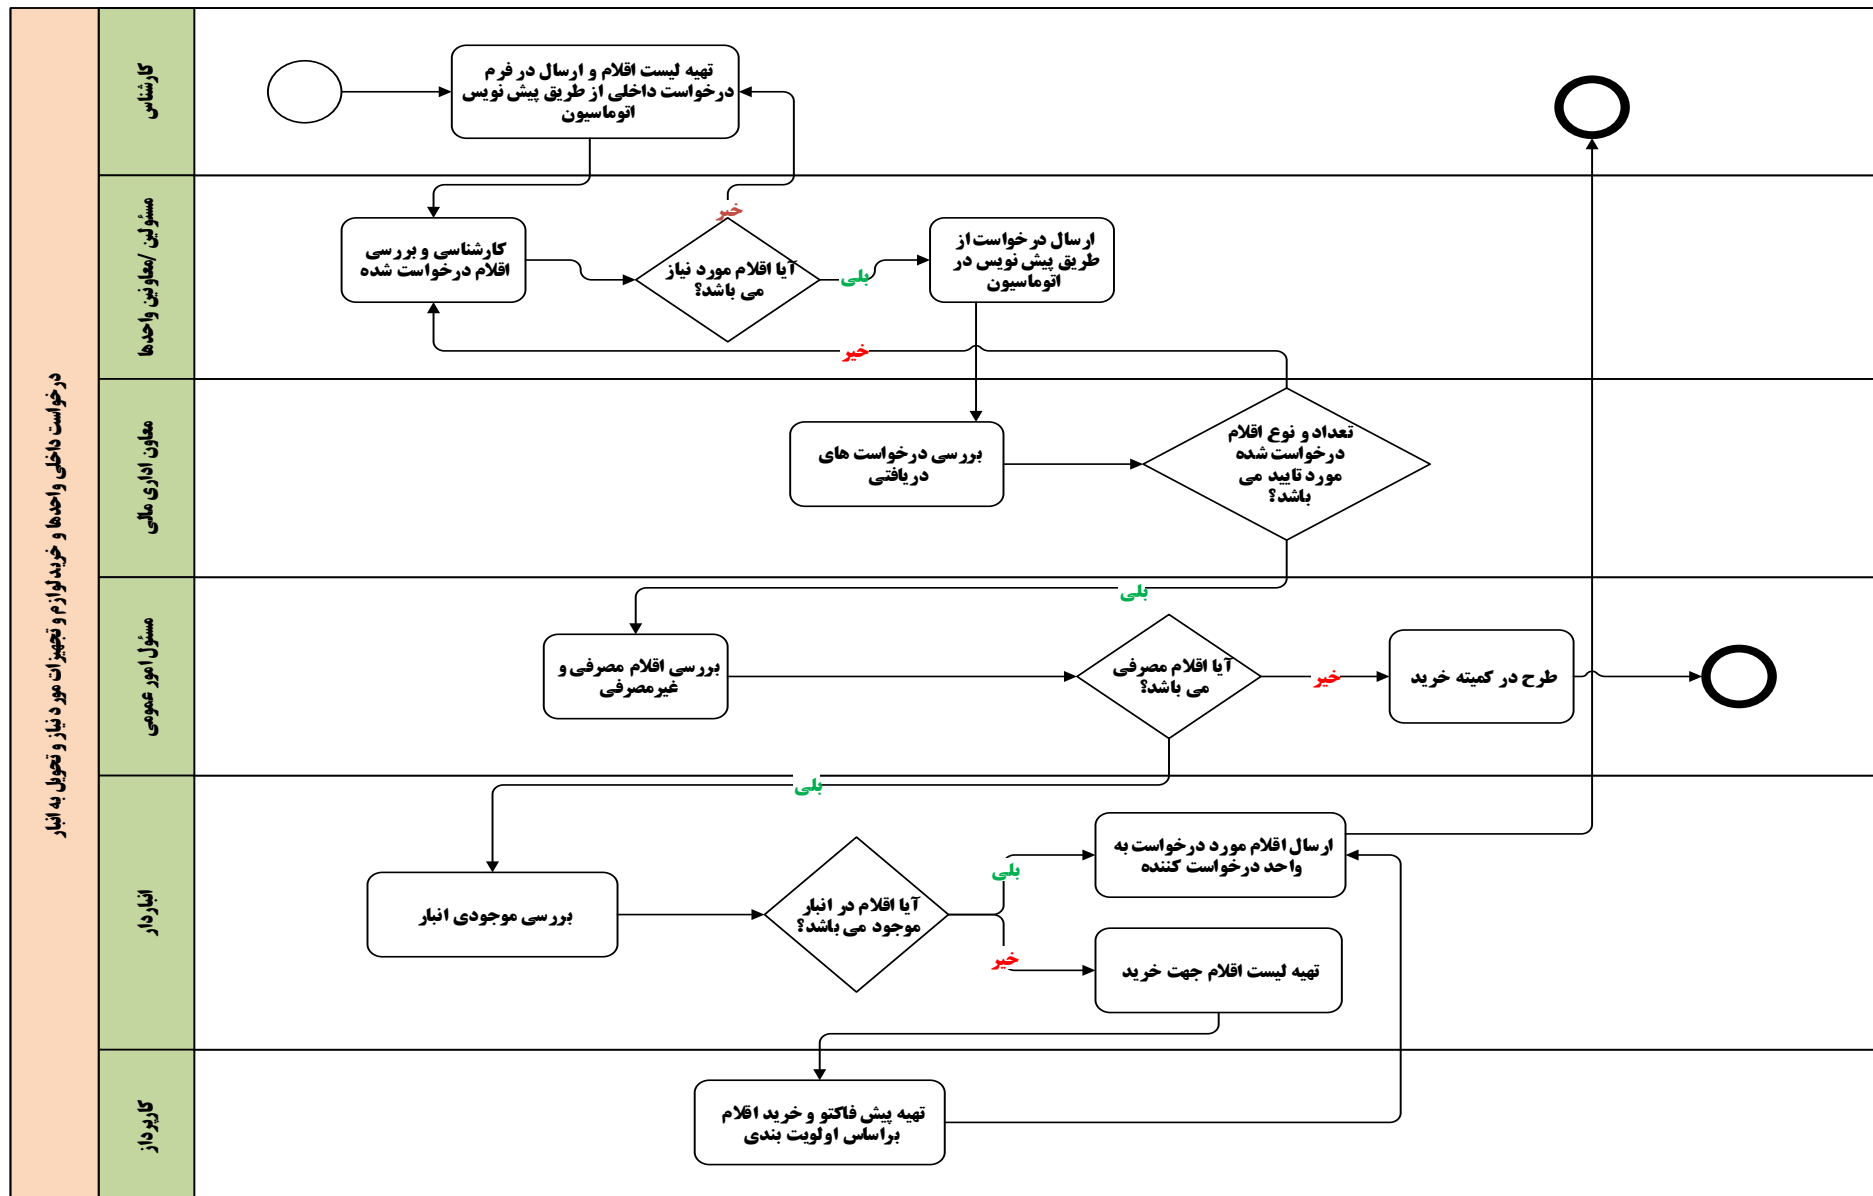 درخواست داخلی واحدها و خرید لوازم و تجهیزات مورد نیاز و تحویل به انبار
کارشناس
تهیه لیست اقلام و ارسال در فرم
درخواست داخلی از طریق پیش نویس
اتوماسیون
مسئولین /معاونین واحدها
کارشناسی و بررسی
اقلام درخواست شده
خیر
آیا اقلام مورد نیاز
می باشد؟
بلی
ارسال درخواست از
طریق پیش نویس در
اتوماسیون
خیر
معاون اداری مالی
بررسی درخواست های
دریافتی
تعداد و نوع اقلام
درخواست شده
مورد تایید می
باشد؟
بلی
مسئول امور عمومی
بررسی اقلام مصرفی و
غیرمصرفی
آیا اقلام مصرفی
می باشد؟
خیر
طرح در کمیته خرید
بلی
انباردار
بررسی موجودی انبار
آیا اقلام در انبار
موجود می باشد؟
بلی
ارسال اقلام مورد درخواست به
واحد درخواست کننده
خیر
تهیه لیست اقلام جهت خرید
کارپرداز
تهیه پیش فاکتو و خرید اقلام
براساس اولویت بندی